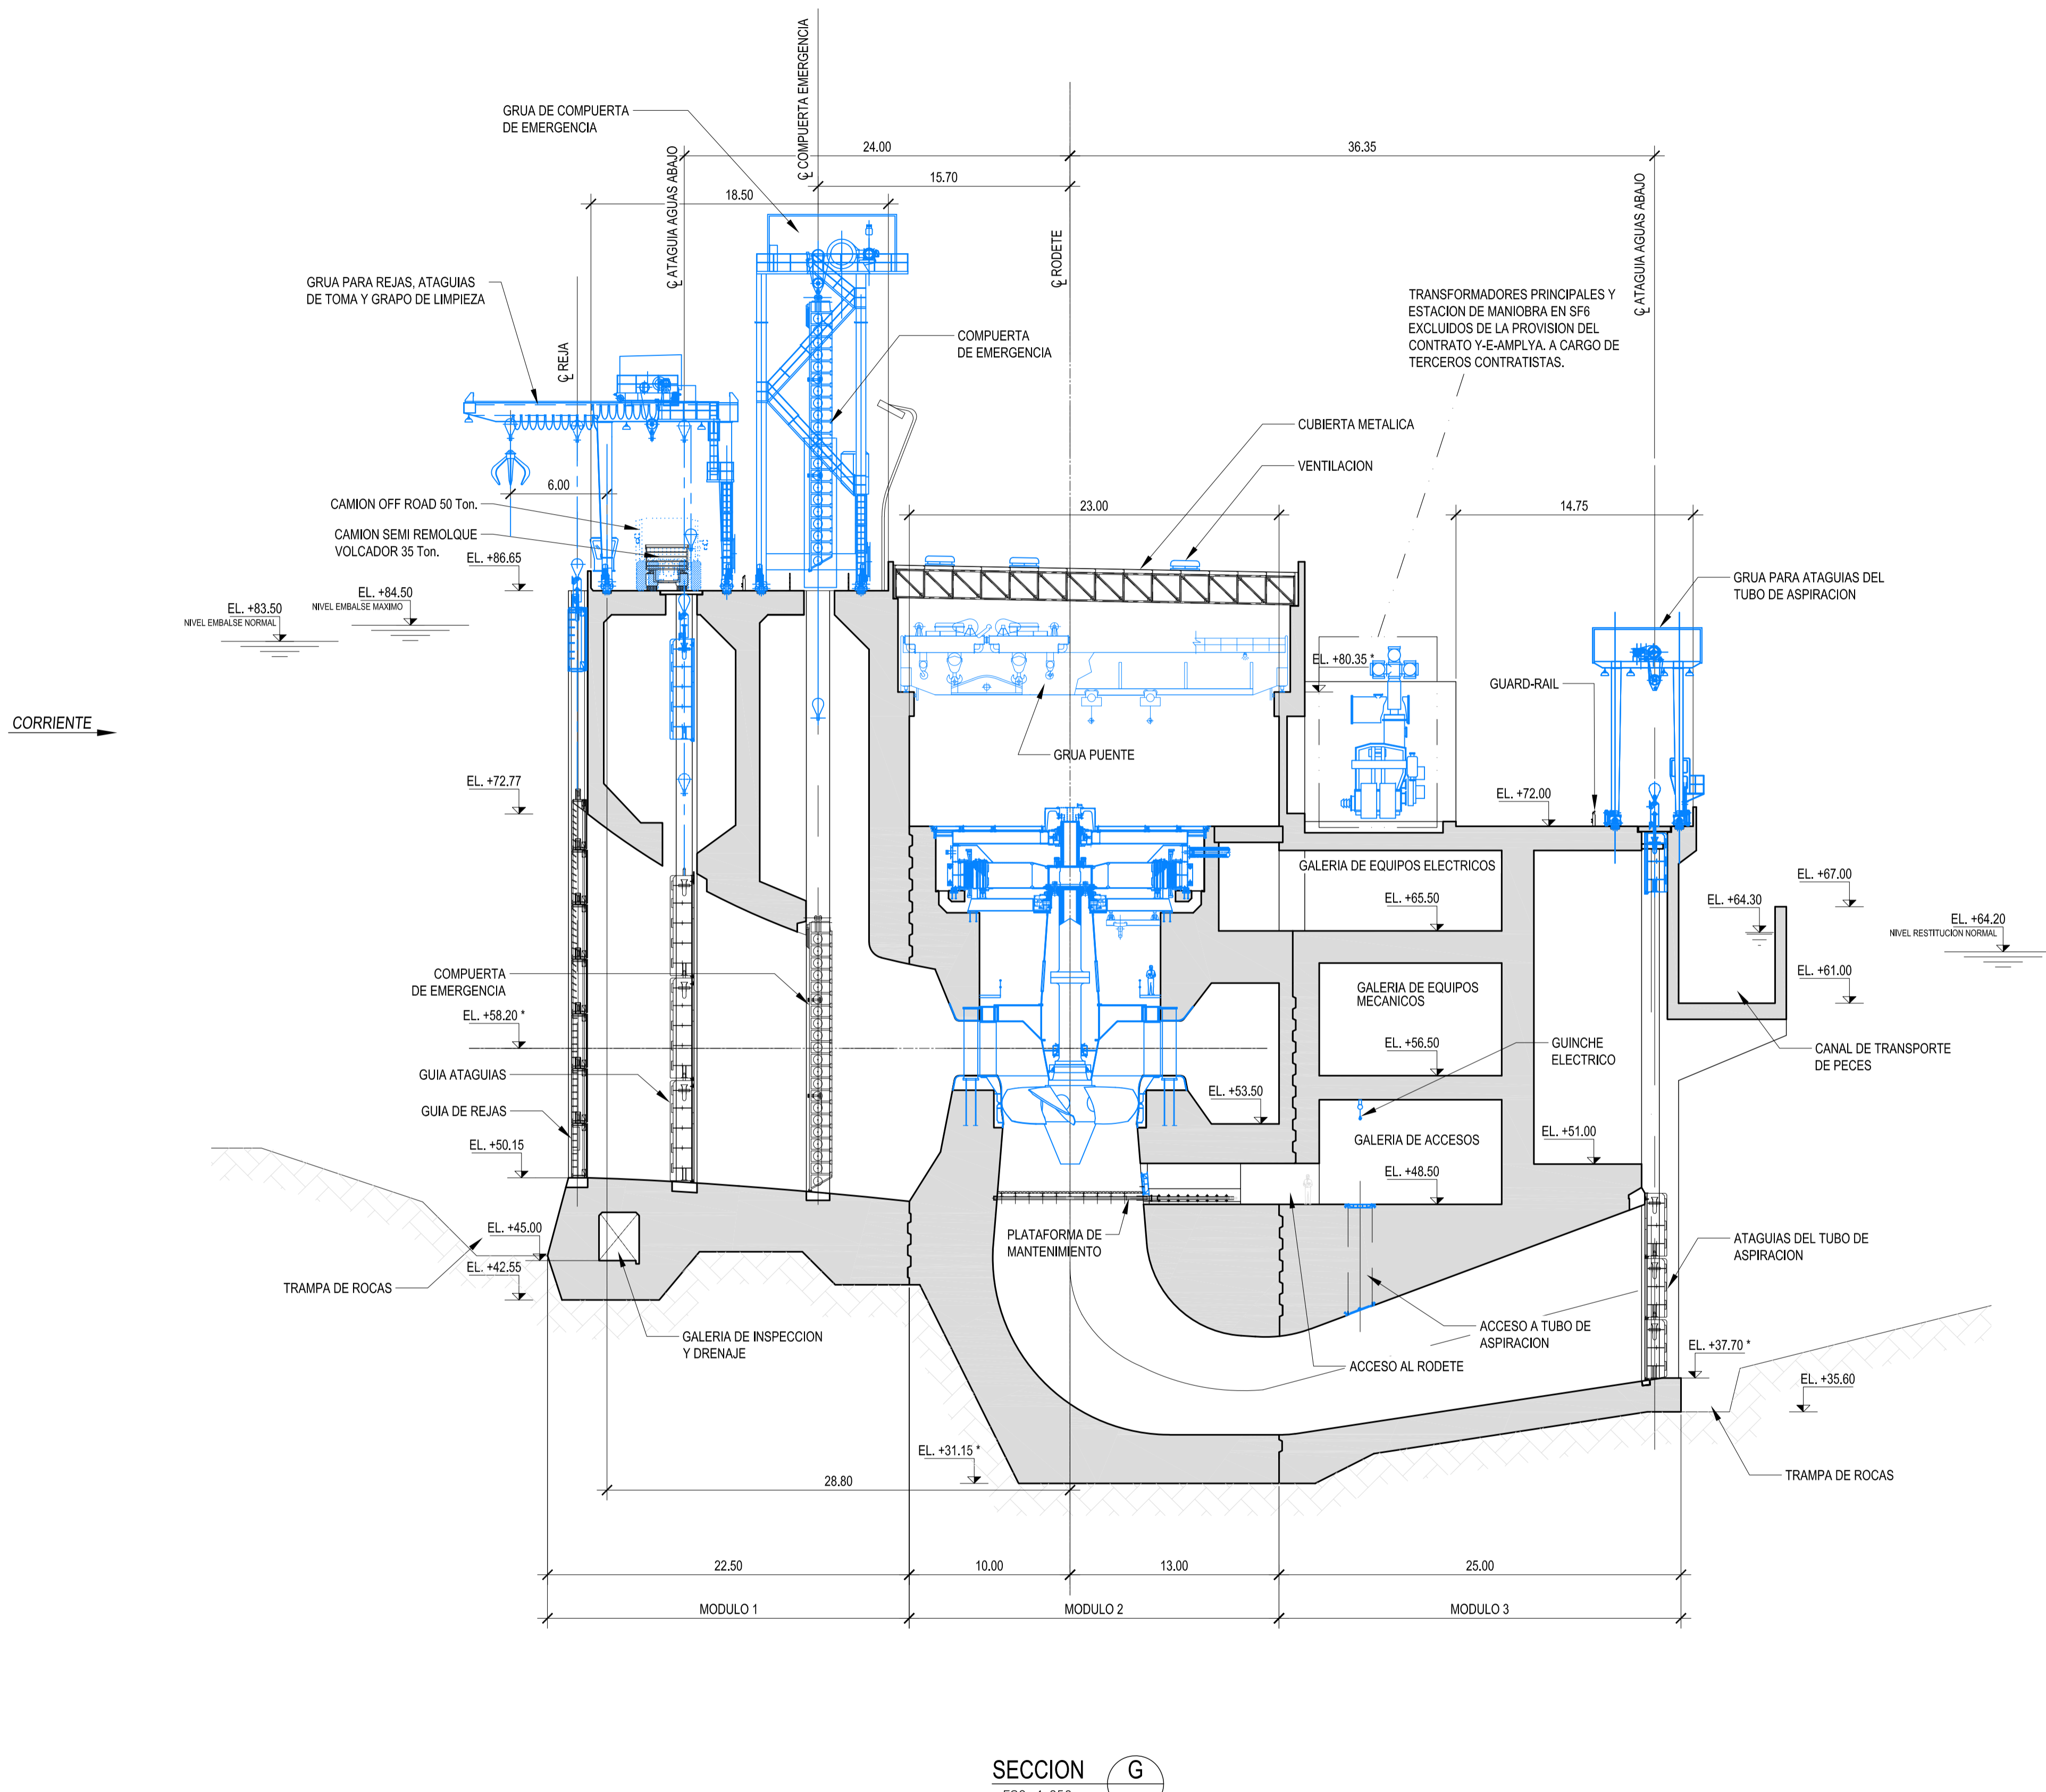 GRUA DE COMPUERTA
DE EMERGENCIA
℄ COMPUERTA EMERGENCIA
℄ ATAGUIA AGUAS ABAJO
24.00
36.35
15.70
18.50
℄ RODETE
℄ ATAGUIA AGUAS ABAJO
GRUA PARA REJAS, ATAGUIAS
DE TOMA Y GRAPO DE LIMPIEZA
℄ REJA
COMPUERTA
DE EMERGENCIA
TRANSFORMADORES PRINCIPALES Y
ESTACION DE MANIOBRA EN SF6
EXCLUIDOS DE LA PROVISION DEL
CONTRATO Y-E-AMPLYA. A CARGO DE
TERCEROS CONTRATISTAS.
CUBIERTA METALICA
VENTILACION
6.00
CAMION OFF ROAD 50 Ton.
23.00
14.75
CAMION SEMI REMOLQUE
VOLCADOR 35 Ton.
EL. +86.65
EL. +84.50
NIVEL EMBALSE MAXIMO
EL. +83.50
NIVEL EMBALSE NORMAL
GRUA PARA ATAGUIAS DEL
TUBO DE ASPIRACION
EL. +80.35 *
GUARD-RAIL
CORRIENTE
GRUA PUENTE
EL. +72.77
EL. +72.00
GALERIA DE EQUIPOS ELECTRICOS
EL. +65.50
EL. +67.00
EL. +64.30
EL. +64.20
NIVEL RESTITUCION NORMAL
COMPUERTA
DE EMERGENCIA
GALERIA DE EQUIPOS
MECANICOS
EL. +61.00
EL. +58.20 *
EL. +56.50
GUINCHE
ELECTRICO
CANAL DE TRANSPORTE
DE PECES
GUIA ATAGUIAS
EL. +53.50
GUIA DE REJAS
GALERIA DE ACCESOS
EL. +51.00
EL. +50.15
EL. +48.50
EL. +45.00
PLATAFORMA DE
MANTENIMIENTO
ATAGUIAS DEL TUBO DE
ASPIRACION
EL. +42.55
TRAMPA DE ROCAS
GALERIA DE INSPECCION
Y DRENAJE
ACCESO A TUBO DE
ASPIRACION
ACCESO AL RODETE
EL. +37.70 *
EL. +35.60
EL. +31.15 *
TRAMPA DE ROCAS
28.80
22.50
10.00
13.00
25.00
MODULO 1
MODULO 2
MODULO 3
SECCION G